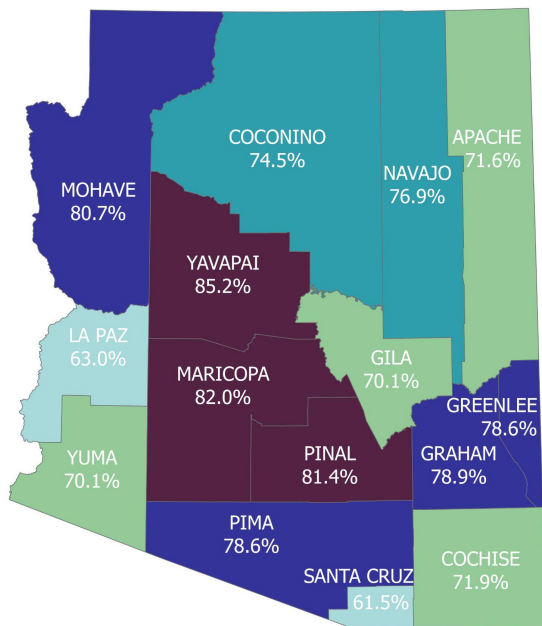 COCONINO
74.5%
APACHE
71.6%
NAVAJO
76.9%
MOHAVE
80.7%
YAVAPAI
85.2%
LA PAZ
63.0%
GILA
70.1%
MARICOPA
82.0%
GREENLEE
78.6%
YUMA
70.1%
PINAL
81.4%
GRAHAM
78.9%
PIMA
78.6%
COCHISE
71.9%
SANTA CRUZ
61.5%